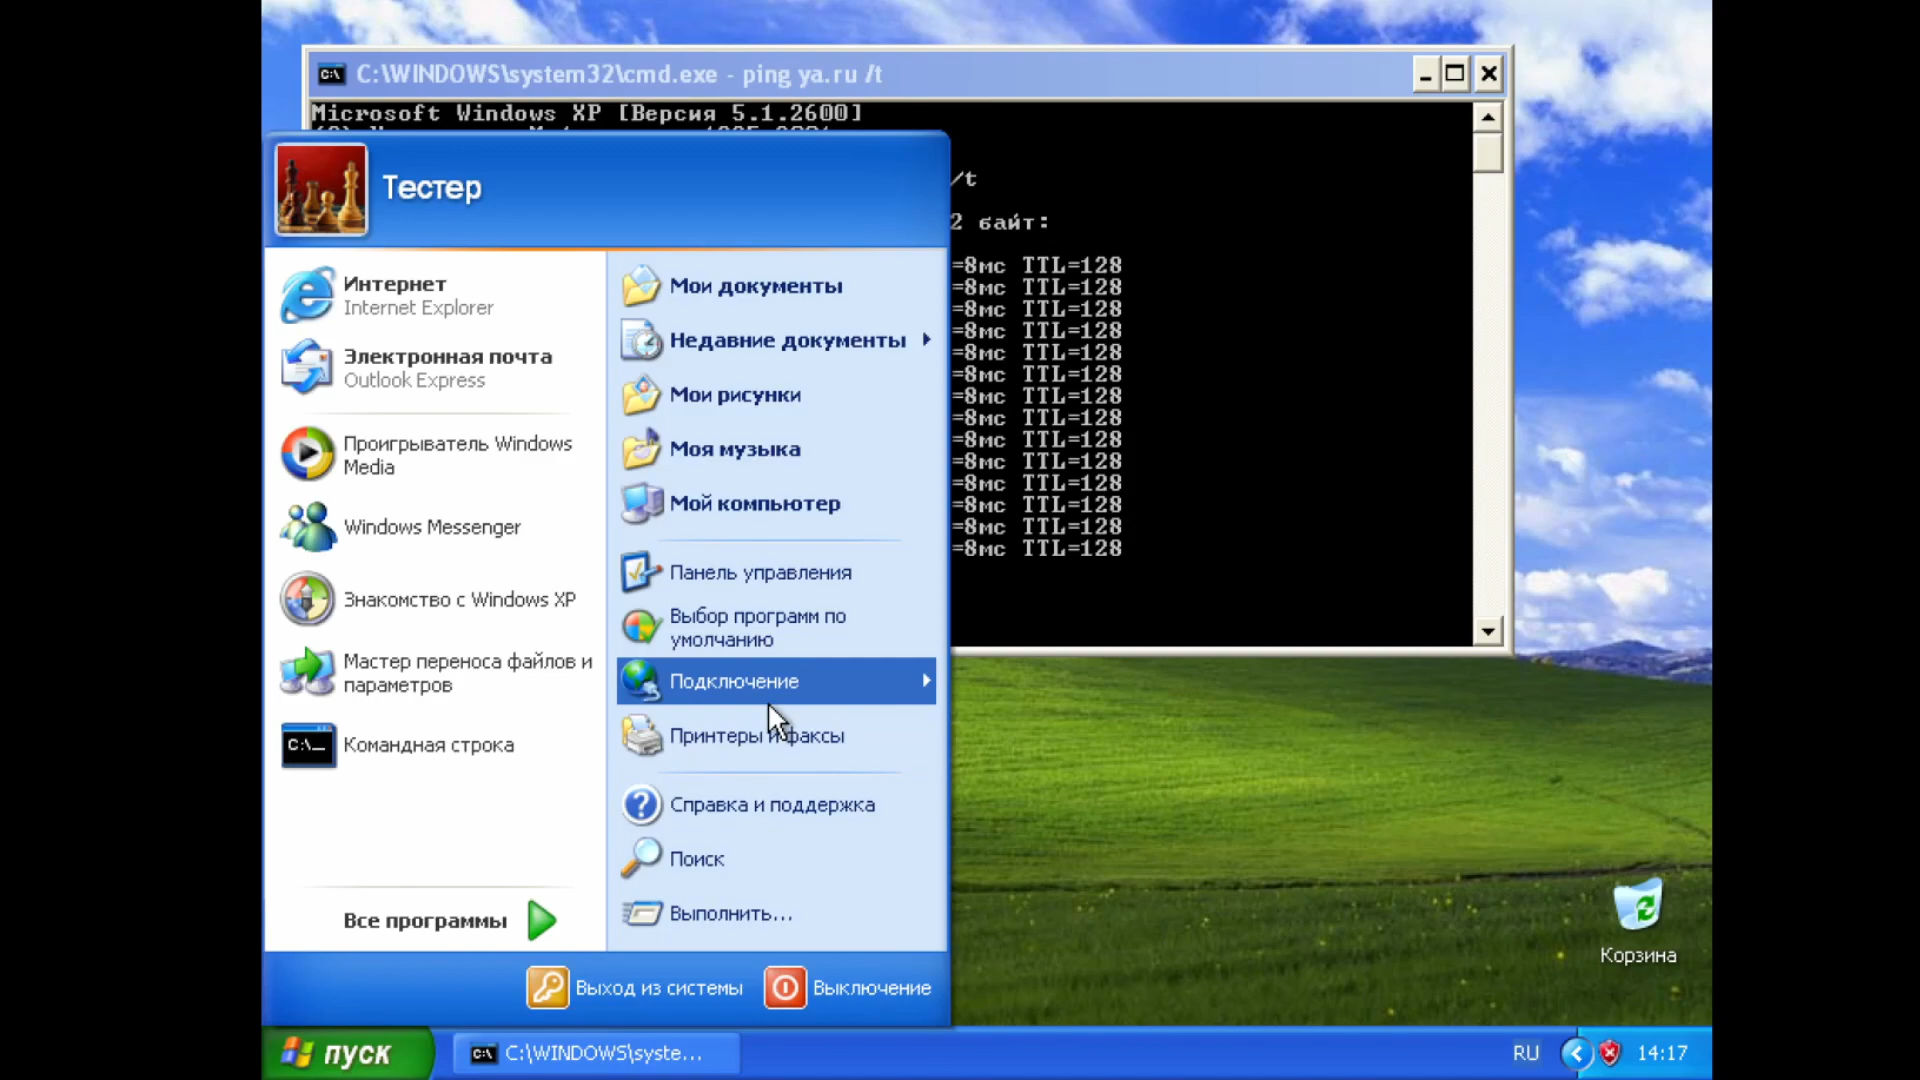 C:\WINDOWS\system32\cmd.exe - ping ya.ru /t
Microsoft Windows XP [Версия 5.1.2600]
/t
2 байт:
=8мс TTL=128
=8мс TTL=128
=8мс TTL=128
=8мс TTL=128
=8мс TTL=128
=8мс TTL=128
=8мс TTL=128
=8мс TTL=128
=8мс TTL=128
=8мс TTL=128
=8мс TTL=128
=8мс TTL=128
=8мс TTL=128
=8мс TTL=128
Тестер
Интернет
Internet Explorer
Электронная почта
Outlook Express
Проигрыватель Windows
Media
Windows Messenger
Знакомство с Windows XP
Мастер переноса файлов и
параметров
C:\_
Командная строка
Все программы
Мои документы
Недавние документы
Мои рисунки
Моя музыка
Мой компьютер
Панель управления
Выбор программ по
умолчанию
Подключение
Принтеры и факсы
Справка и поддержка
Поиск
Выполнить...
Выход из системы
Выключение
Корзина
пуск
C:\WINDOWS\syste...
RU
14:17